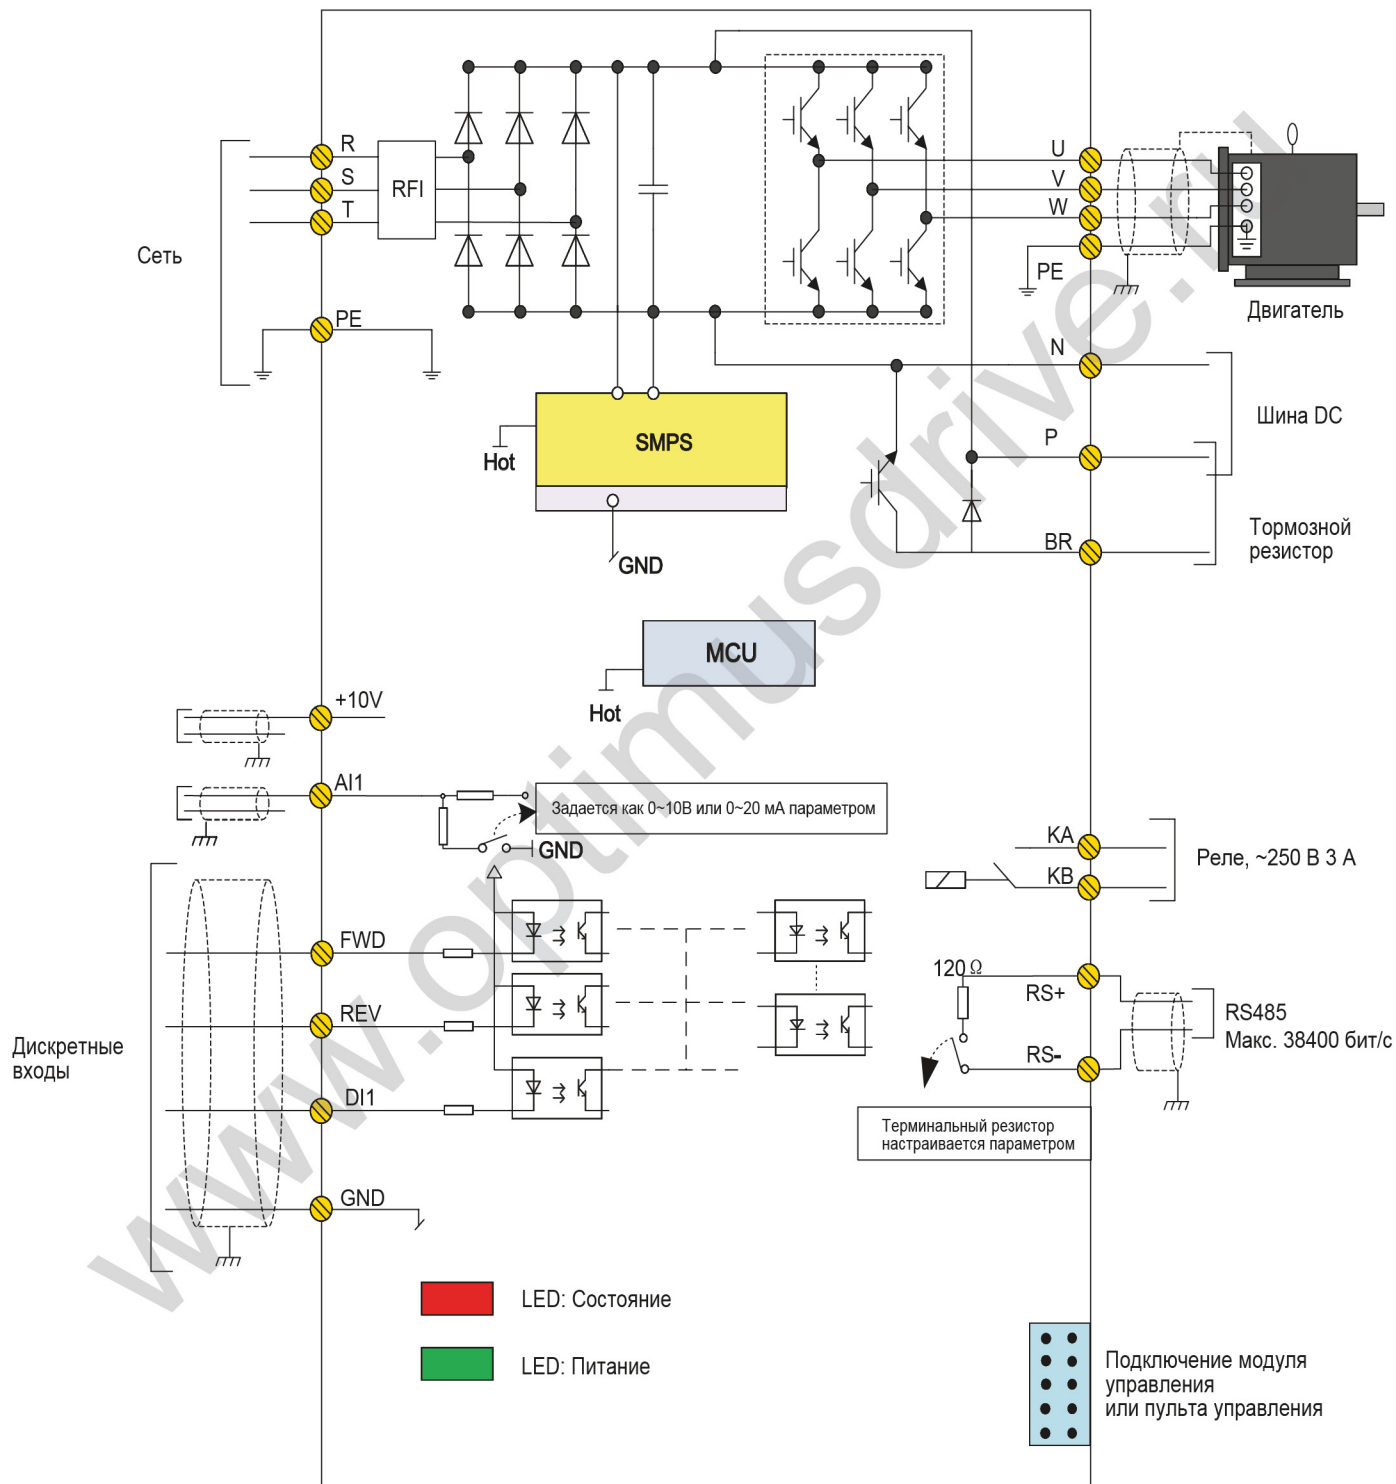 R
S
T
RFI
Сеть
PE
U
V
W
PE
Двигатель
N
Шина DC
P
SMPS
Hot
Тормозной
резистор
BR
GND
MCU
Hot
+10V
AI1
Задается как 0~10В или 0~20 мА параметром
GND
KA
Реле, ~250 В 3 А
KB
FWD
120 Ω
RS+
REV
RS485
Макс. 38400 бит/с
Дискретные
входы
RS-
DI1
Терминальный резистор
настраивается параметром
GND
LED: Состояние
LED: Питание
Подключение модуля
управления
или пульта управления
www.optimusdrive.ru